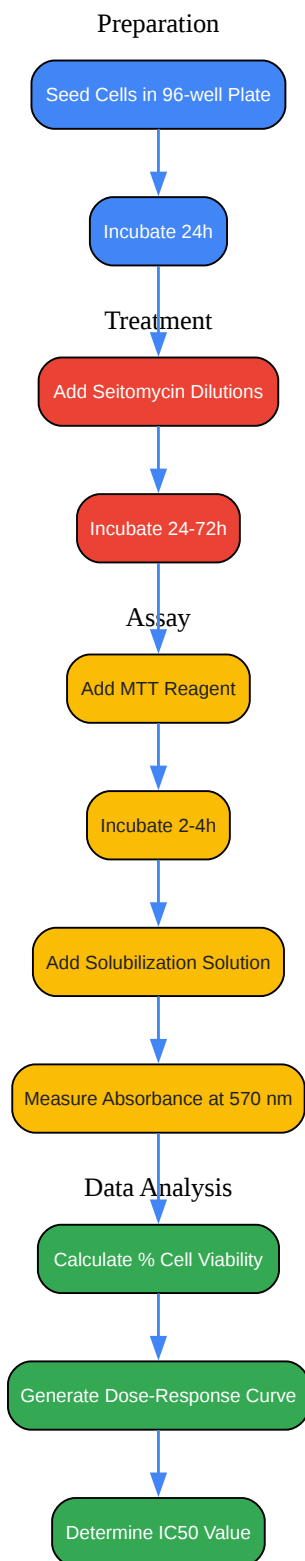 Preparation
Seed Cells in 96-well Plate
Incubate 24h
Treatment
Add Seitomycin Dilutions
Incubate 24-72h
Assay
Add MTT Reagent
Incubate 2-4h
Add Solubilization Solution
Measure Absorbance at 570 nm
Data Analysis
Calculate % Cell Viability
Generate Dose-Response Curve
Determine IC50 Value